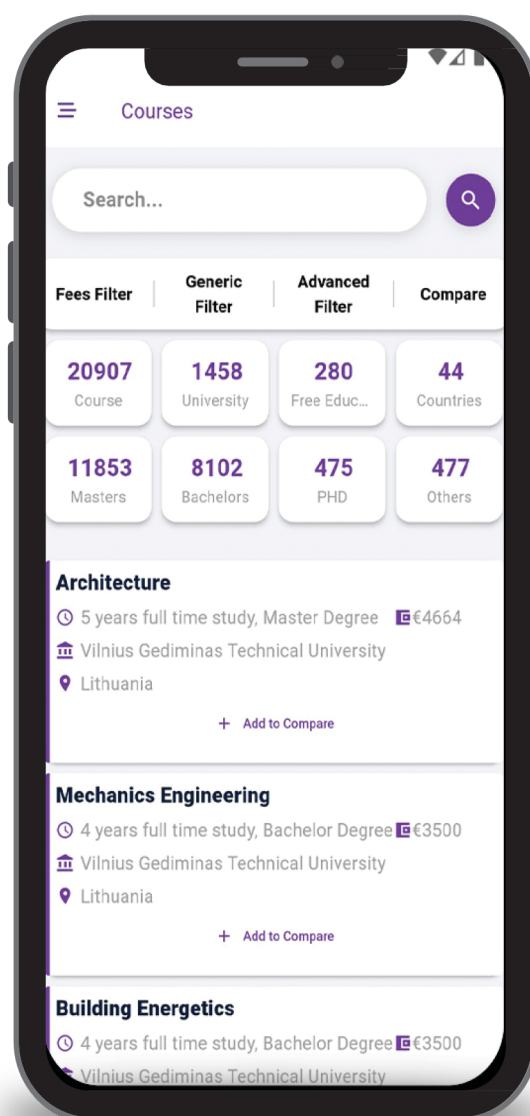 Courses
Search...
Fees Filter
Generic
Filter
Advanced
Filter
Compare
20907
Course
1458
University
280
Free Educ...
44
Countries
11853
Masters
8102
Bachelors
475
PHD
477
Others
Architecture
5 years full time study, Master Degree €4664
Vilnius Gediminas Technical University
Lithuania
+ Add to Compare
Mechanics Engineering
4 years full time study, Bachelor Degree €3500
Vilnius Gediminas Technical University
Lithuania
+ Add to Compare
Building Energetics
4 years full time study, Bachelor Degree €3500
Vilnius Gediminas Technical University